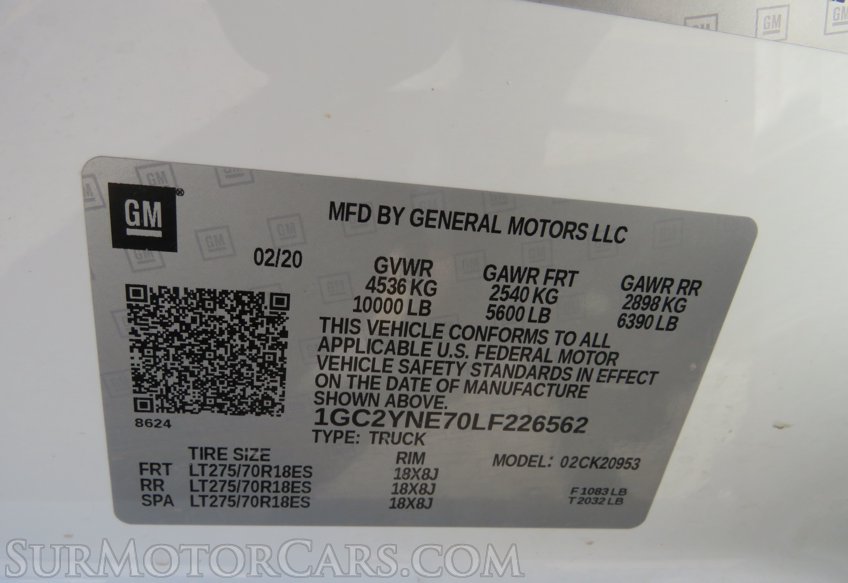 GM
MFD BY GENERAL MOTORS LLC
02/20
GVWR GAWR FRT GAWR RR
4536 KG 2540 KG 2898 KG
10000 LB 5600 LB 6390 LB
THIS VEHICLE CONFORMS TO ALL
APPLICABLE U.S. FEDERAL MOTOR
VEHICLE SAFETY STANDARDS IN EFFECT
ON THE DATE OF MANUFACTURE
SHOWN ABOVE.
8624
1GC2YNE70LF226562
TYPE: TRUCK
TIRE SIZE RIM MODEL: 02CK20953
FRT LT275/70R18ES 18X8J
RR LT275/70R18ES 18X8J F 1083 LB
SPA LT275/70R18ES 18X8J T 2032 LB
SURMOTORCARS.COM